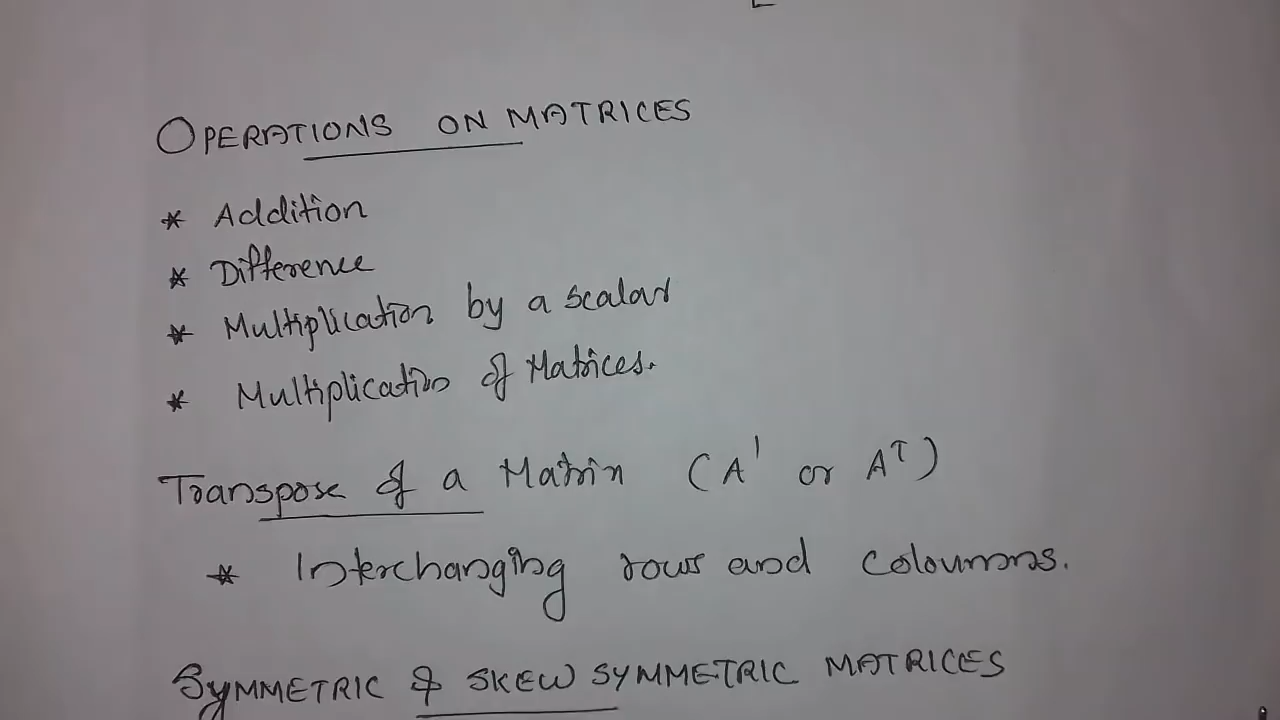 OPERATIONS ON MATRICES
* Addition
* Difference
* Multiplication by a scalar
* Multiplication of Matrices.
Transpose of a Matrix (A' or Aᵀ)
* Interchanging rows and coloumns.
SYMMETRIC & SKEW SYMMETRIC MATRICES